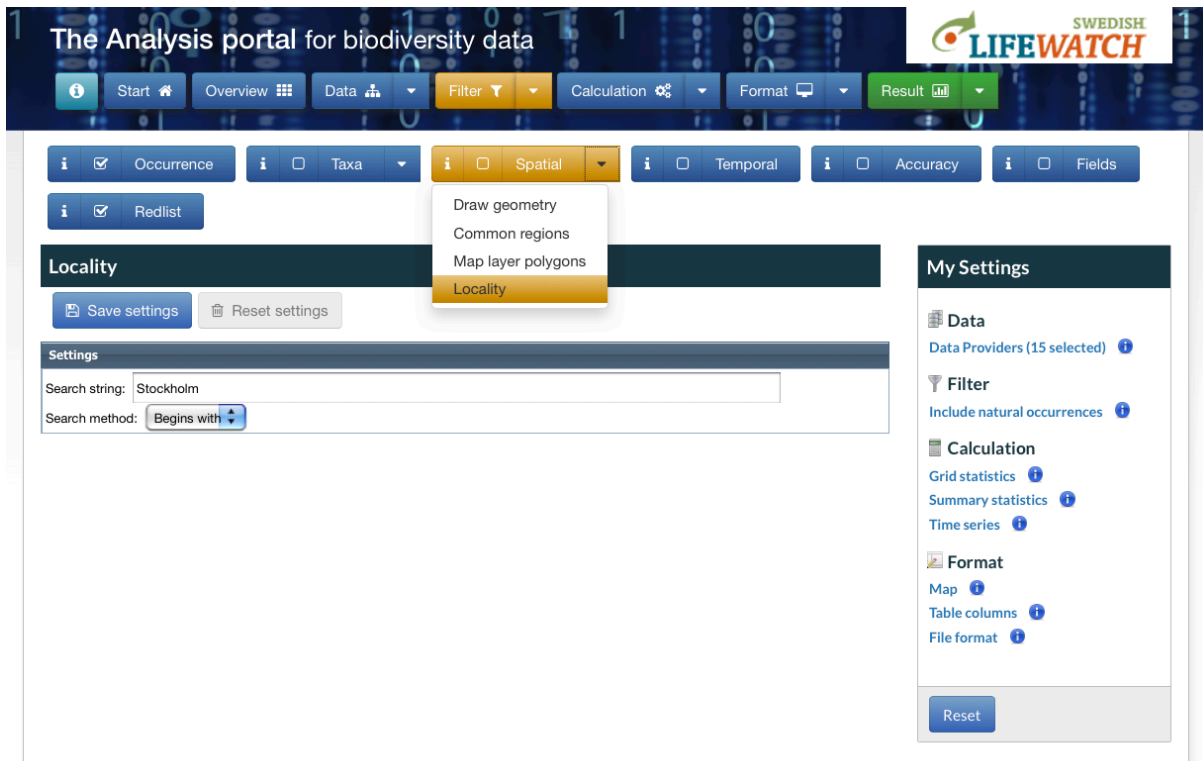 The Analysis portal for biodiversity data
SWEDISH
LIFEWATCH
Start Overview Data Filter Calculation Format Result
Occurrence Taxa Spatial Temporal Accuracy Fields
Redlist
Draw geometry
Common regions
Map layer polygons
Locality
Locality
Save settings Reset settings
Settings
Search string: Stockholm
Search method: Begins with
My Settings
Data
Data Providers (15 selected)
Filter
Include natural occurrences
Calculation
Grid statistics
Summary statistics
Time series
Format
Map
Table columns
File format
Reset